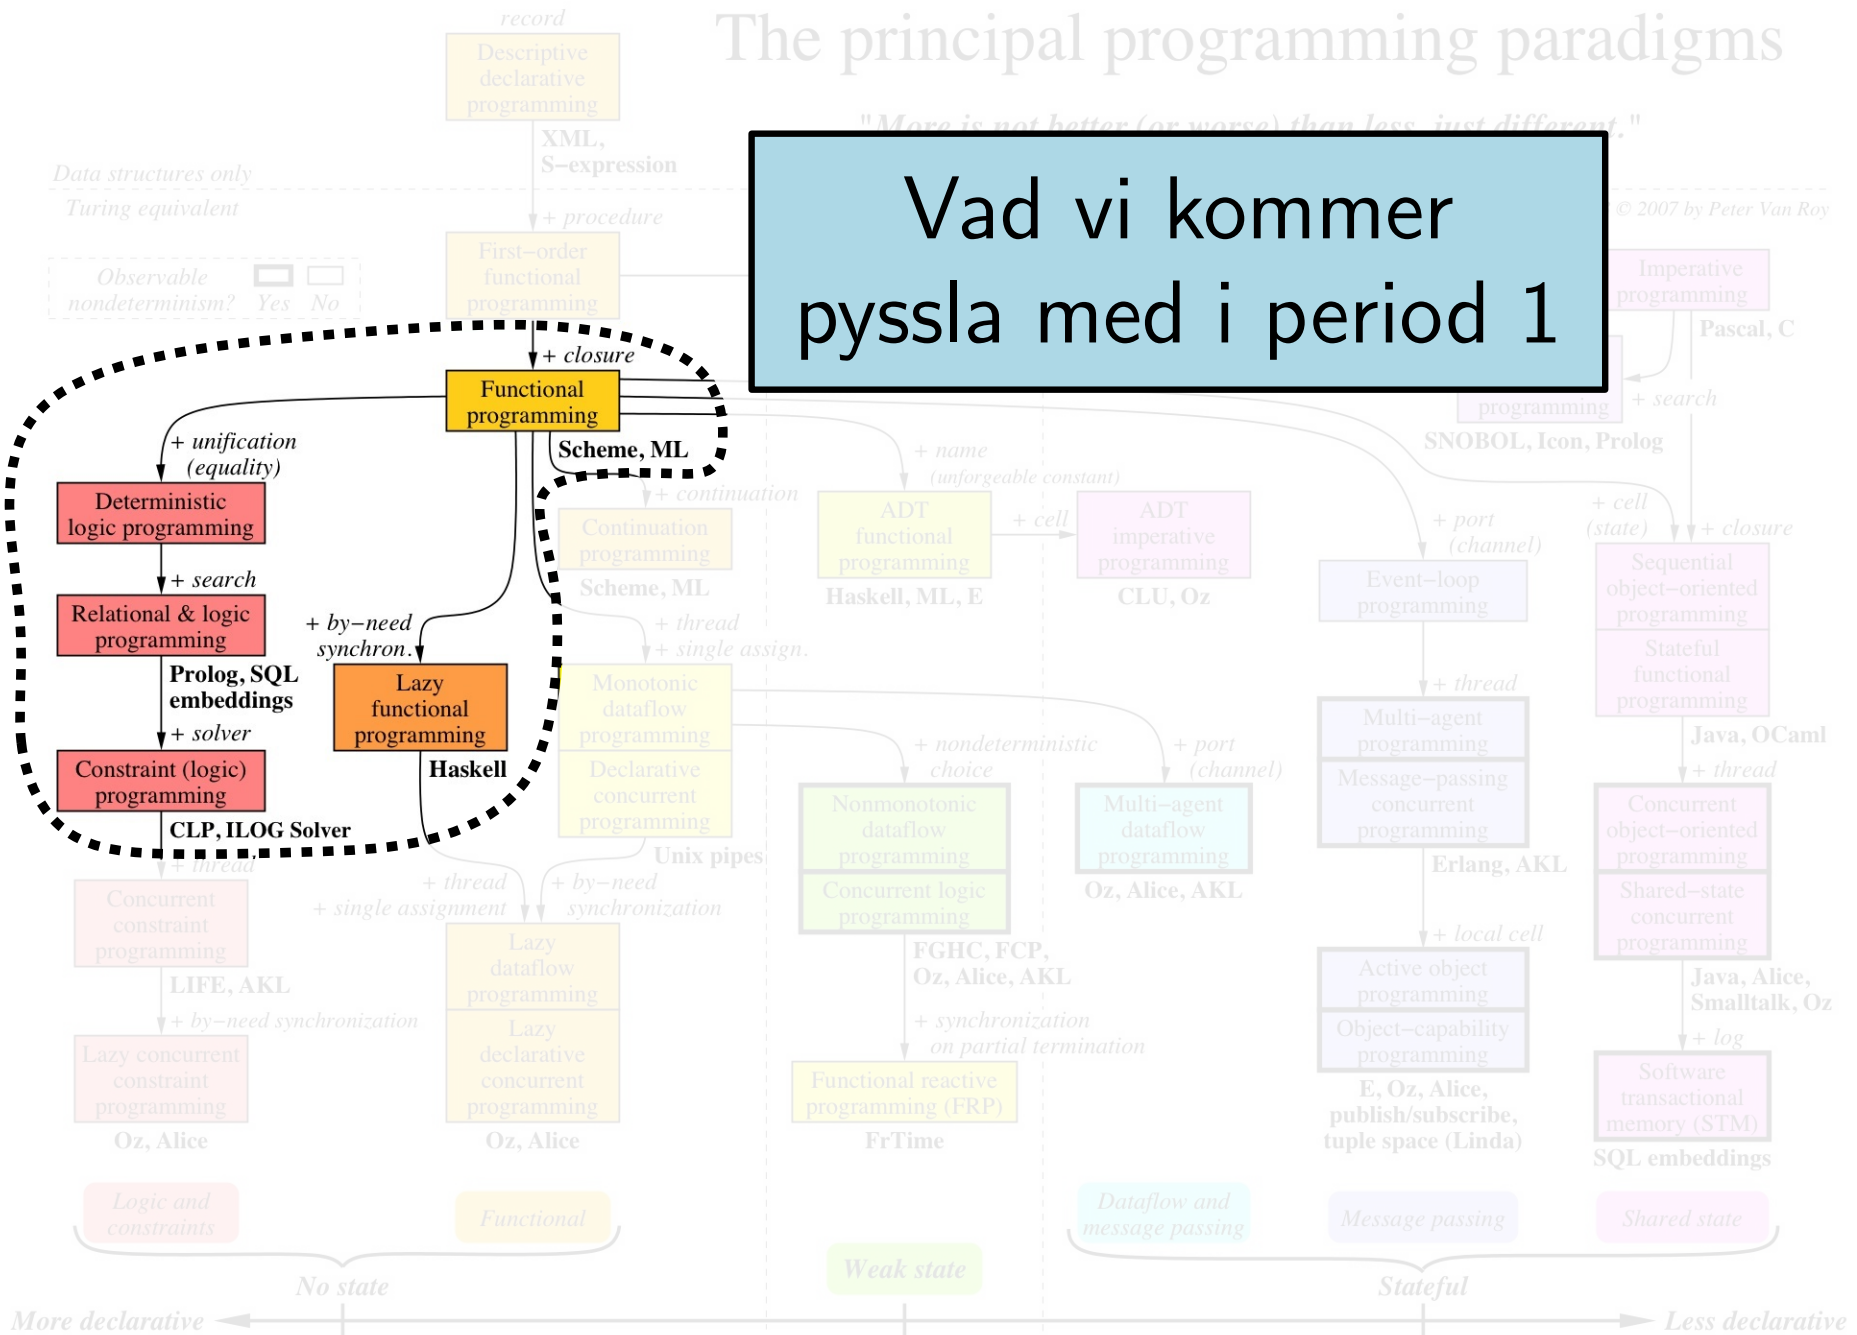 The principal programming paradigms
"More is not better (or worse) than less, just different."
Vad vi kommer
pyssla med i period 1
© 2007 by Peter Van Roy
record
Descriptive
declarative
programming
XML,
S−expression
Data structures only
Turing equivalent
+ procedure
First−order
functional
programming
Observable
nondeterminism? Yes No
Imperative
programming
Pascal, C
programming
+ search
SNOBOL, Icon, Prolog
+ closure
Functional
programming
Scheme, ML
+ unification
(equality)
Deterministic
logic programming
+ search
Relational & logic
programming
Prolog, SQL
embeddings
+ solver
Constraint (logic)
programming
CLP, ILOG Solver
+ thread
Concurrent
constraint
programming
LIFE, AKL
+ by−need synchronization
Lazy concurrent
constraint
programming
Oz, Alice
+ by−need
synchron.
Lazy
functional
programming
Haskell
+ thread
+ single assignment
+ by−need
synchronization
Lazy
dataflow
programming
Lazy
declarative
concurrent
programming
Oz, Alice
+ continuation
Continuation
programming
Scheme, ML
+ thread
+ single assign.
Monotonic
dataflow
programming
Declarative
concurrent
programming
Unix pipes
+ name
(unforgeable constant)
ADT
functional
programming
Haskell, ML, E
+ cell
ADT
imperative
programming
CLU, Oz
+ nondeterministic
choice
Nonmonotonic
dataflow
programming
Concurrent logic
programming
FGHC, FCP,
Oz, Alice, AKL
+ synchronization
on partial termination
Functional reactive
programming (FRP)
FrTime
+ port
(channel)
Multi−agent
dataflow
programming
Oz, Alice, AKL
+ port
(channel)
Event−loop
programming
+ thread
Multi−agent
programming
Message−passing
concurrent
programming
Erlang, AKL
+ local cell
Active object
programming
Object−capability
programming
E, Oz, Alice,
publish/subscribe,
tuple space (Linda)
+ cell
(state)
+ closure
Sequential
object−oriented
programming
Stateful
functional
programming
Java, OCaml
+ thread
Concurrent
object−oriented
programming
Shared−state
concurrent
programming
Java, Alice,
Smalltalk, Oz
+ log
Software
transactional
memory (STM)
SQL embeddings
Logic and
constraints
Functional
Dataflow and
message passing
Message passing
Shared state
No state
Weak state
Stateful
More declarative
Less declarative